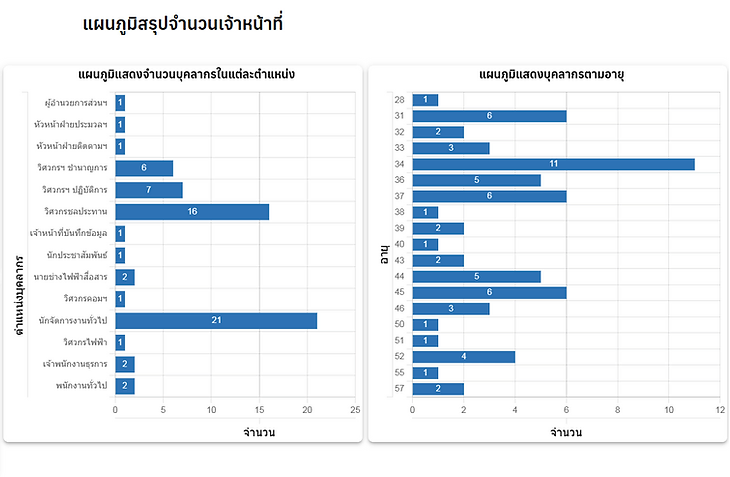 แผนภูมิสรุปจำนวนเจ้าหน้าที่
แผนภูมิแสดงจำนวนบุคลากรในแต่ละตำแหน่ง
ตำแหน่งบุคลากร
ผู้อำนวยการส่วนฯ 1
หัวหน้าฝ่ายประมวลฯ 1
หัวหน้าฝ่ายติดตามฯ 1
วิศวกรฯ ชำนาญการ 6
วิศวกรฯ ปฏิบัติการ 7
วิศวกรชลประทาน 16
เจ้าหน้าที่บันทึกข้อมูล 1
นักประชาสัมพันธ์ 1
นายช่างไฟฟ้าสื่อสาร 2
วิศวกรคอมฯ 1
นักจัดการงานทั่วไป 21
วิศวกรไฟฟ้า 1
เจ้าพนักงานธุรการ 2
พนักงานทั่วไป 2
0 5 10 15 20 25
จำนวน
แผนภูมิแสดงบุคลากรตามอายุ
อายุ
28 1
31 6
32 2
33 3
34 11
36 5
37 6
38 1
39 2
40 1
43 2
44 5
45 6
46 3
50 1
51 1
52 4
55 1
57 2
0 2 4 6 8 10 12
จำนวน